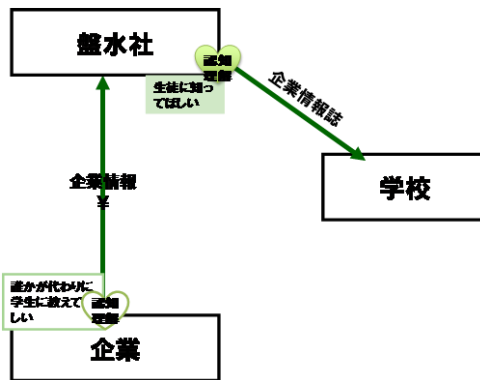 盤水社
認知
理解
生徒に知っ
てほしい
企業情報誌
学校
企業情報
¥
誰かが代わりに
学生に教えて
しい
認知
理解
企業